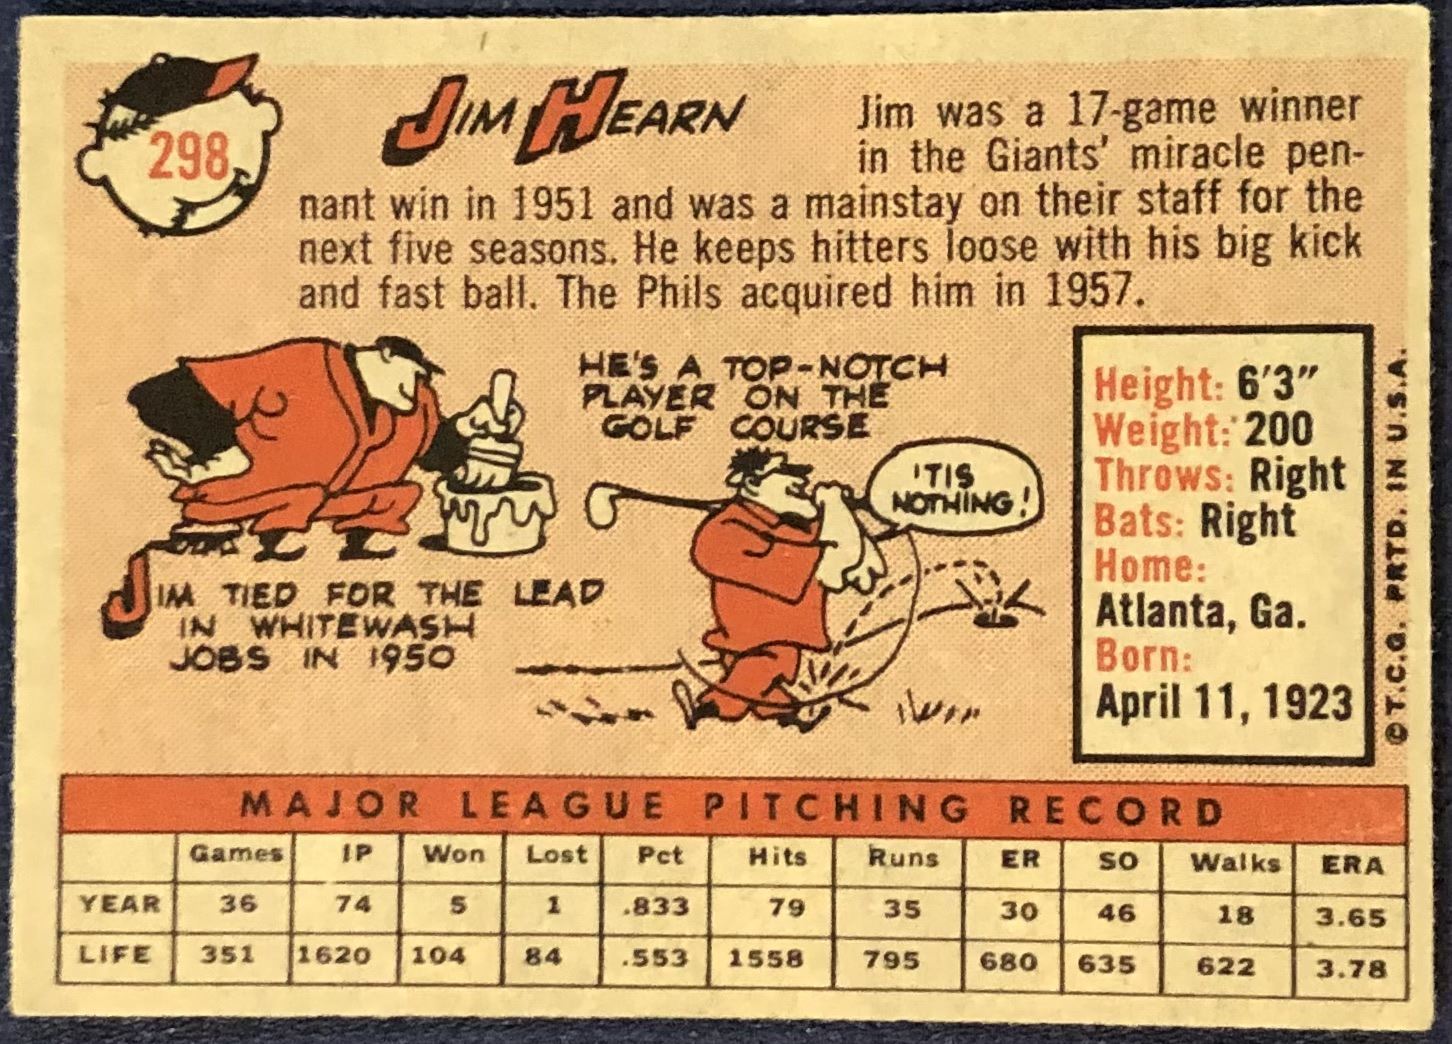 298
JIM HEARN
Jim was a 17-game winner
in the Giants' miracle pen-
nant win in 1951 and was a mainstay on their staff for the
next five seasons. He keeps hitters loose with his big kick
and fast ball. The Phils acquired him in 1957.
JIM TIED FOR THE LEAD
IN WHITEWASH
JOBS IN 1950
HE'S A TOP-NOTCH
PLAYER ON THE
GOLF COURSE
'TIS
NOTHING!
Height: 6'3"
Weight: 200
Throws: Right
Bats: Right
Home:
Atlanta, Ga.
Born:
April 11, 1923
©T.C.G. PRTD. IN U.S.A.
MAJOR LEAGUE PITCHING RECORD
Games IP Won Lost Pct Hits Runs ER SO Walks ERA
YEAR 36 74 5 1 .833 79 35 30 46 18 3.65
LIFE 351 1620 104 84 .553 1558 795 680 635 622 3.78